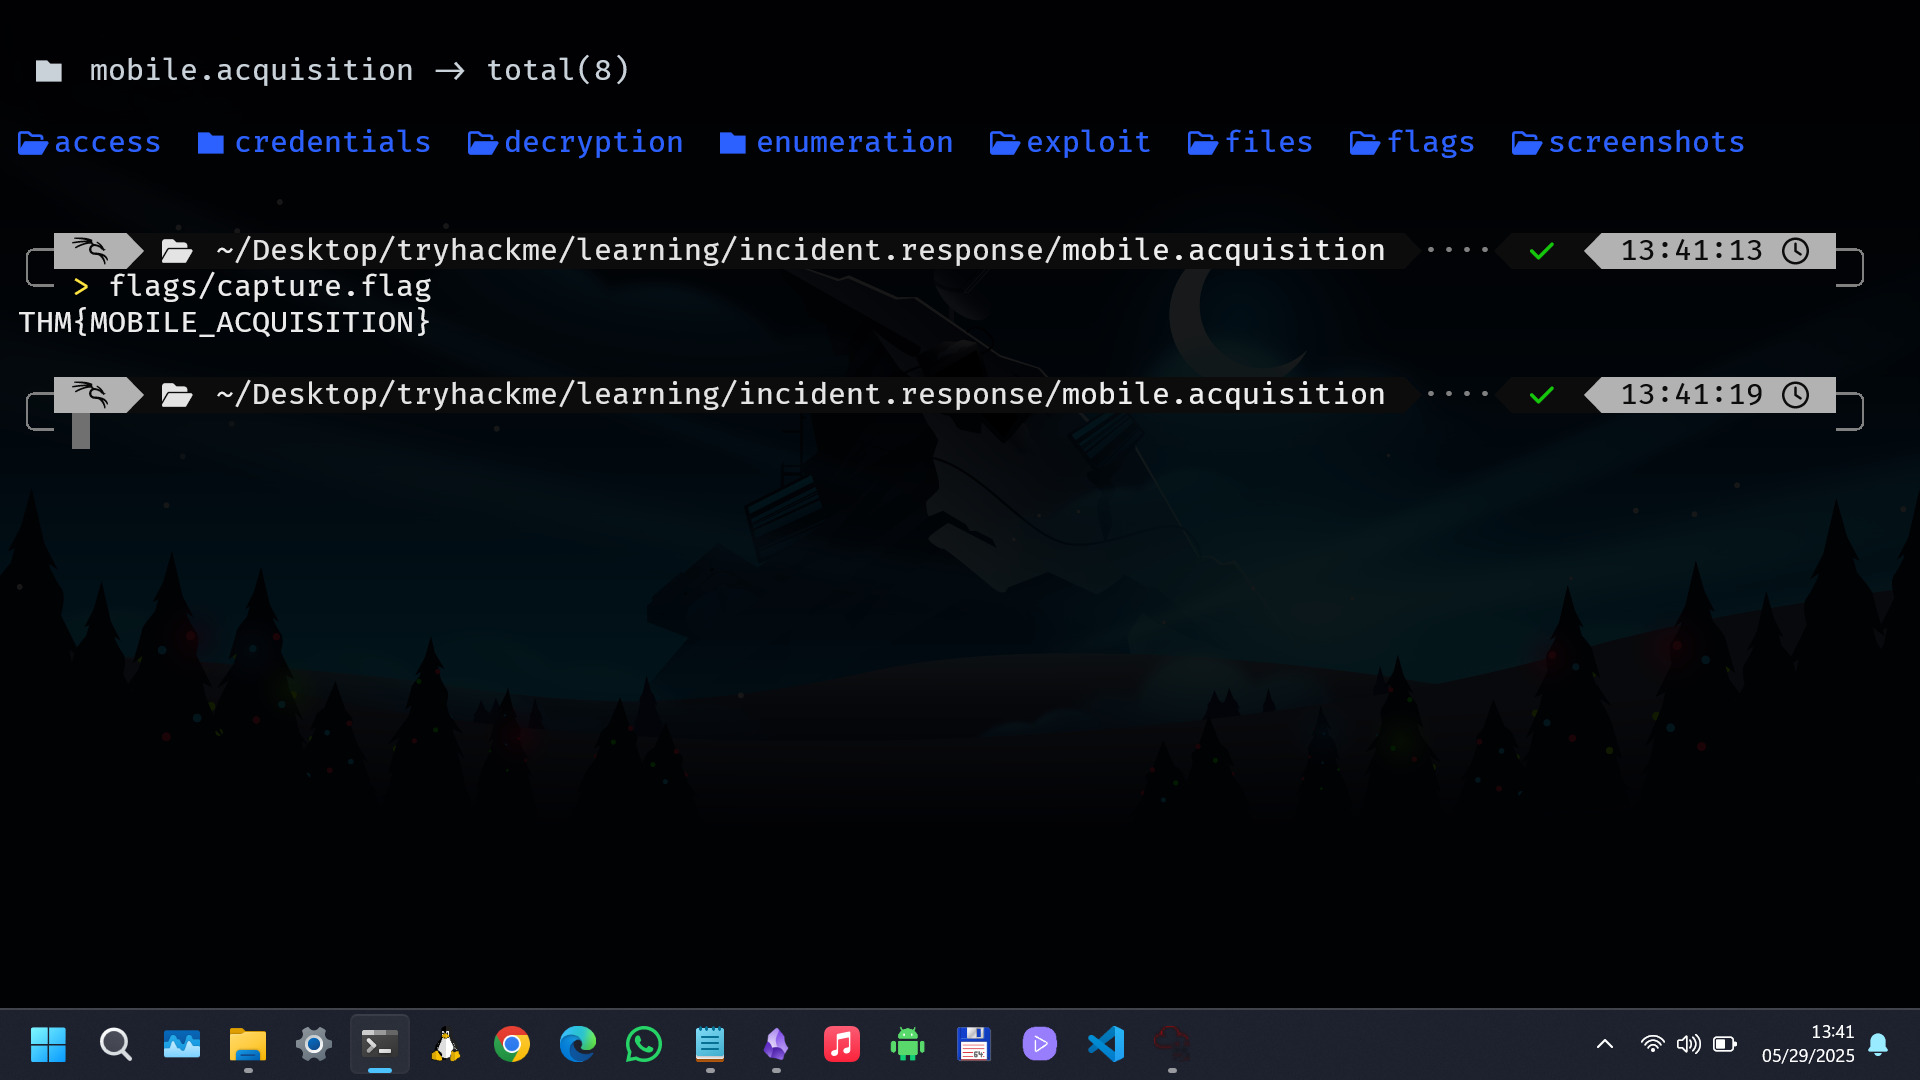 mobile.acquisition → total(8)
access credentials decryption enumeration exploit files flags screenshots
~/Desktop/tryhackme/learning/incident.response/mobile.acquisition ···· ✓ 13:41:13
> flags/capture.flag
THM{MOBILE_ACQUISITION}
~/Desktop/tryhackme/learning/incident.response/mobile.acquisition ···· ✓ 13:41:19
13:41
05/29/2025